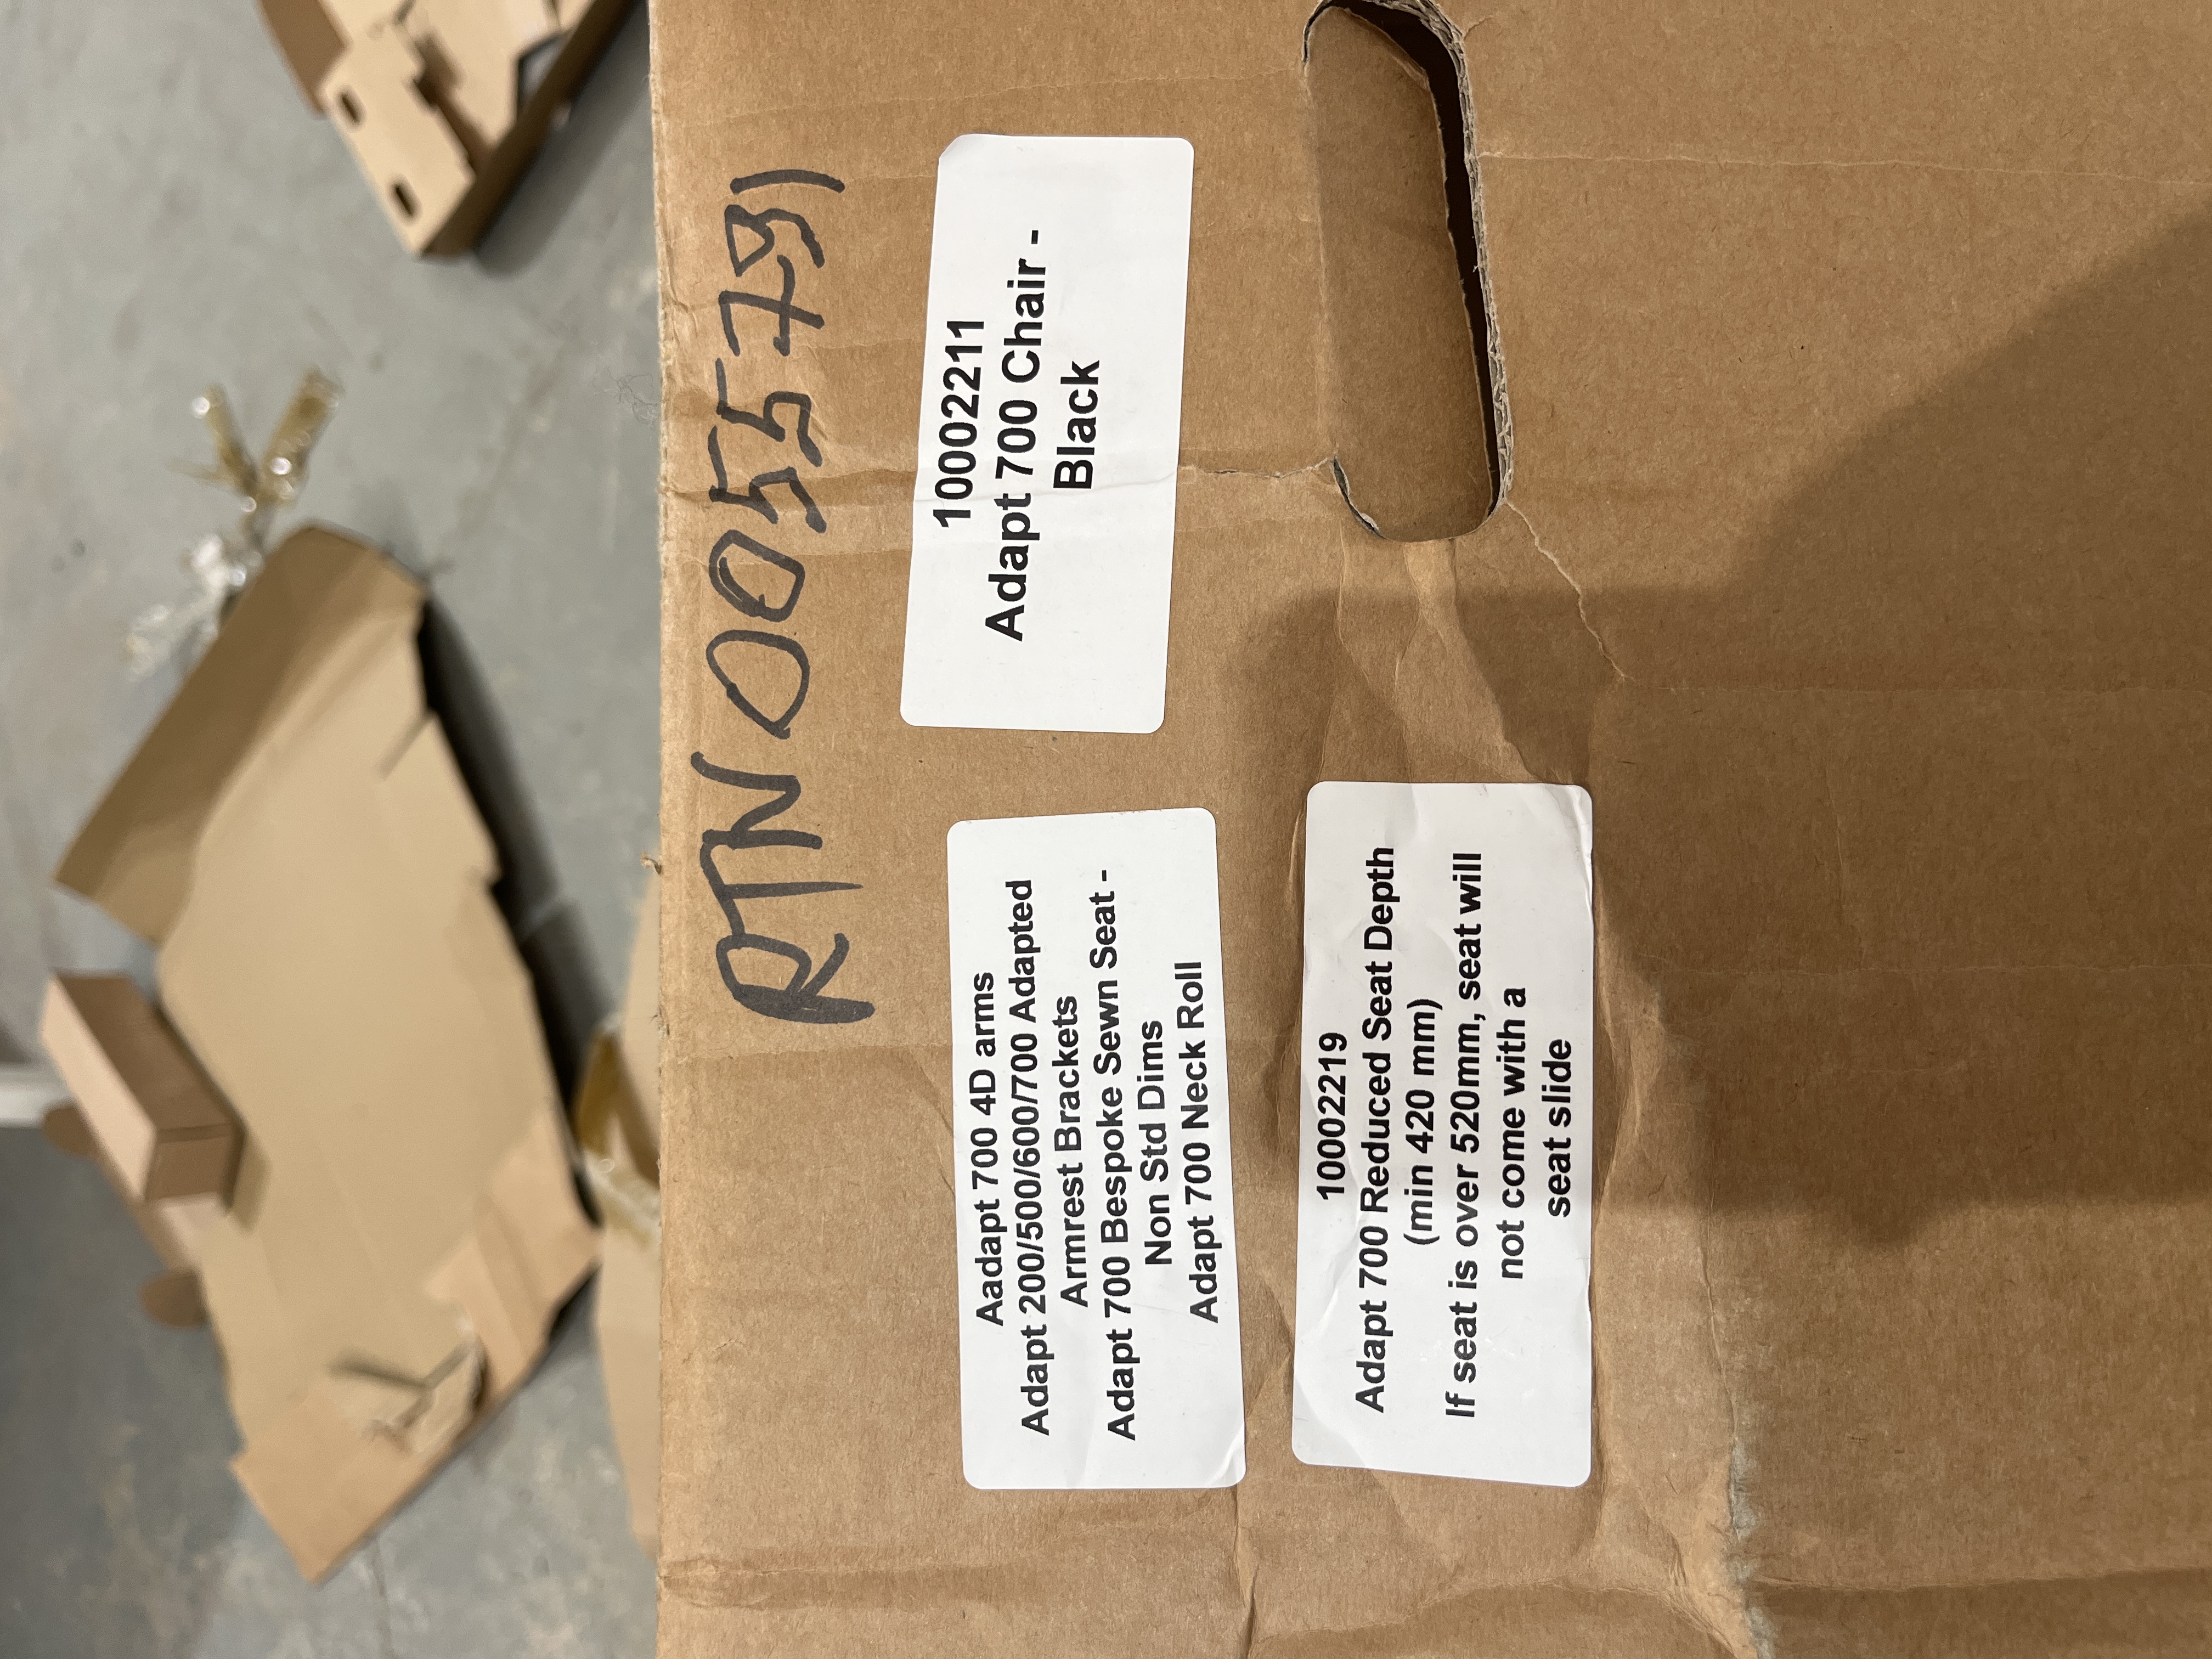 RTN0055791
10002211
Adapt 700 Chair -
Black
Aadapt 700 4D arms
Adapt 200/500/600/700 Adapted
Armrest Brackets
Adapt 700 Bespoke Sewn Seat -
Non Std Dims
Adapt 700 Neck Roll
10002219
Adapt 700 Reduced Seat Depth
(min 420 mm)
If seat is over 520mm, seat will
not come with a
seat slide